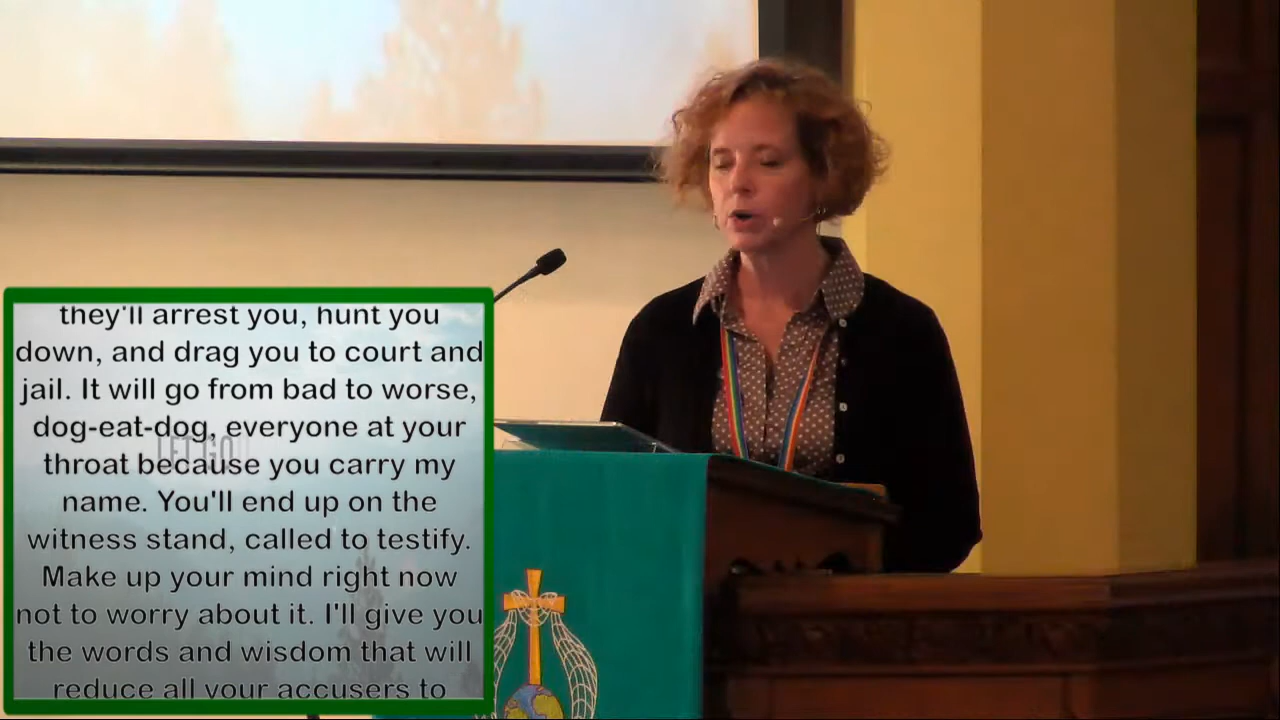 they'll arrest you, hunt you
down, and drag you to court and
jail. It will go from bad to worse,
dog-eat-dog, everyone at your
throat because you carry my
name. You'll end up on the
witness stand, called to testify.
Make up your mind right now
not to worry about it. I'll give you
the words and wisdom that will
reduce all your accusers to
LET GO